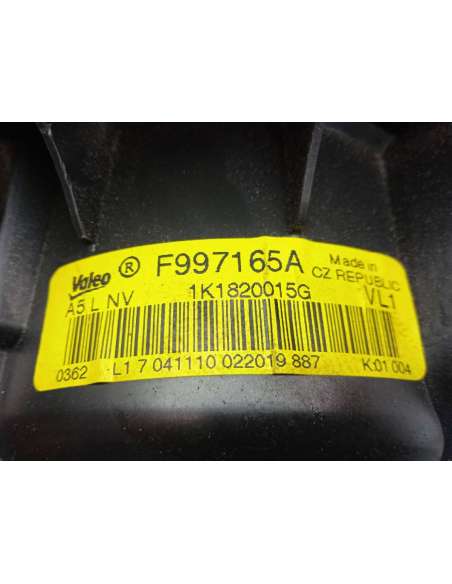 Valeo ® F997165A Made in
CZ REPUBLIC
A5 L NV 1K1820015G VL1
0362 L1 7 041110 022019 887 K:01 004